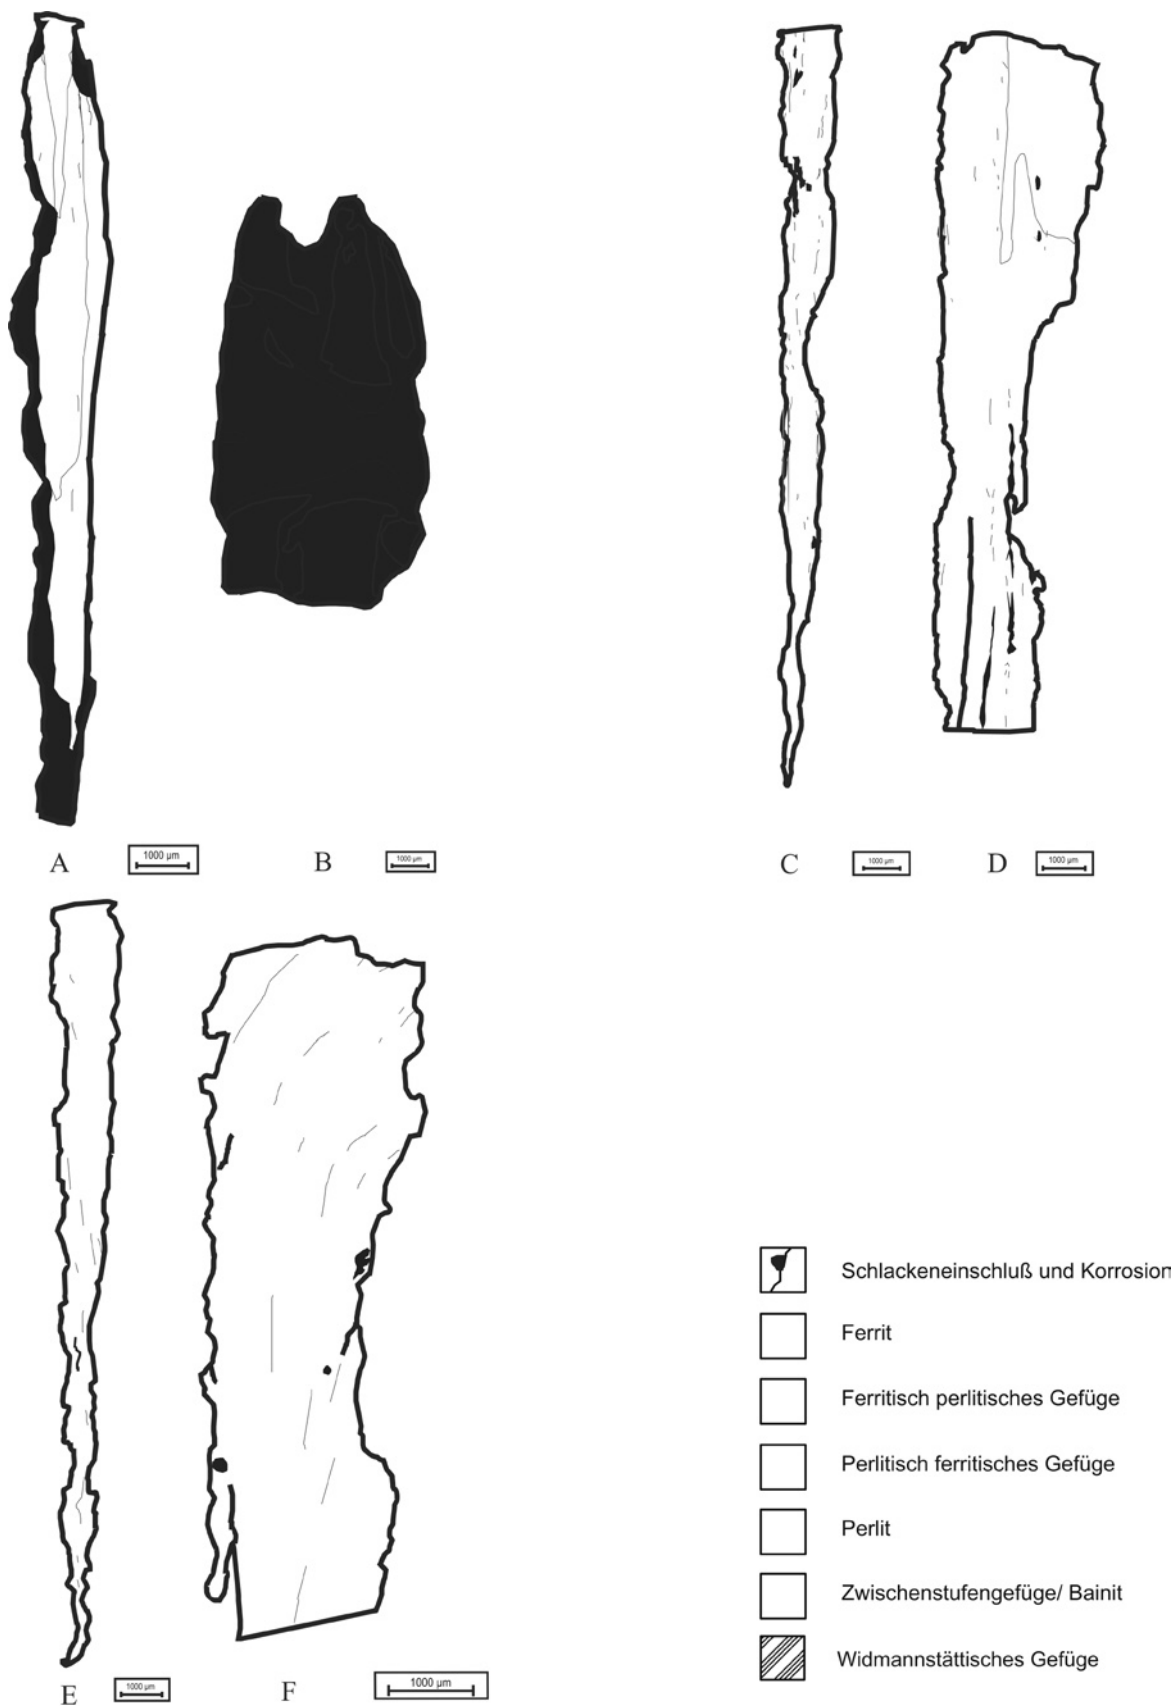 A
1000 µm
B
1000 µm
C
1000 µm
D
1000 µm
E
1000 µm
F
1000 µm
Schlackeneinschluß und Korrosion
Ferrit
Ferritisch perlitisches Gefüge
Perlitisch ferritisches Gefüge
Perlit
Zwischenstufengefüge/ Bainit
Widmannstättisches Gefüge